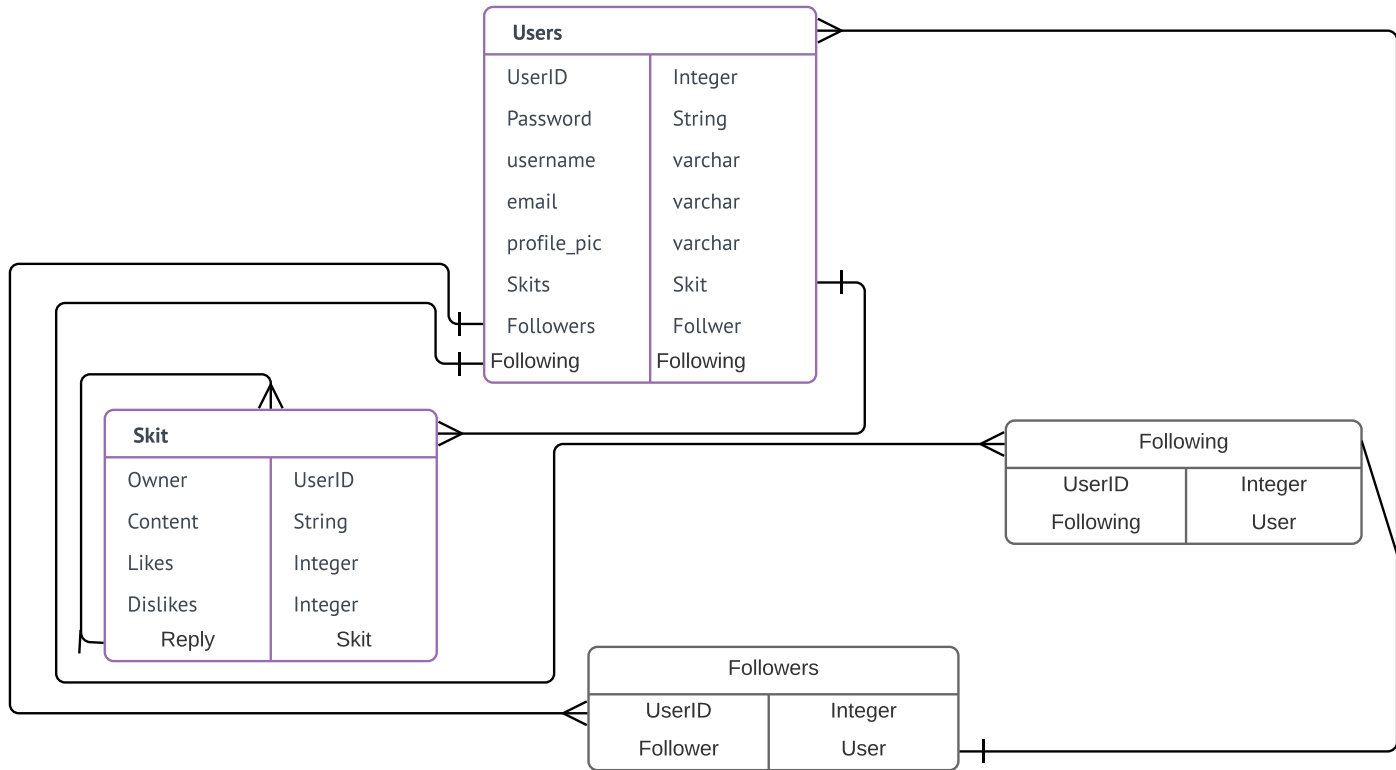 Users
UserID Integer
Password String
username varchar
email varchar
profile_pic varchar
Skits Skit
Followers Follwer
Following Following
Skit
Owner UserID
Content String
Likes Integer
Dislikes Integer
Reply Skit
Following
UserID Integer
Following User
Followers
UserID Integer
Follower User